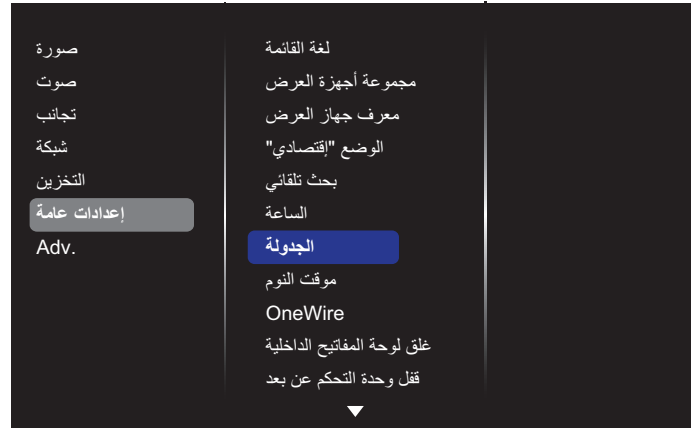 صورة
صوت
تجانب
شبكة
التخزين
إعدادات عامة
Adv.
لغة القائمة
مجموعة أجهزة العرض
معرف جهاز العرض
الوضع "إقتصادي"
بحث تلقائي
الساعة
الجدولة
موقت النوم
OneWire
غلق لوحة المفاتيح الداخلية
قفل وحدة التحكم عن بعد